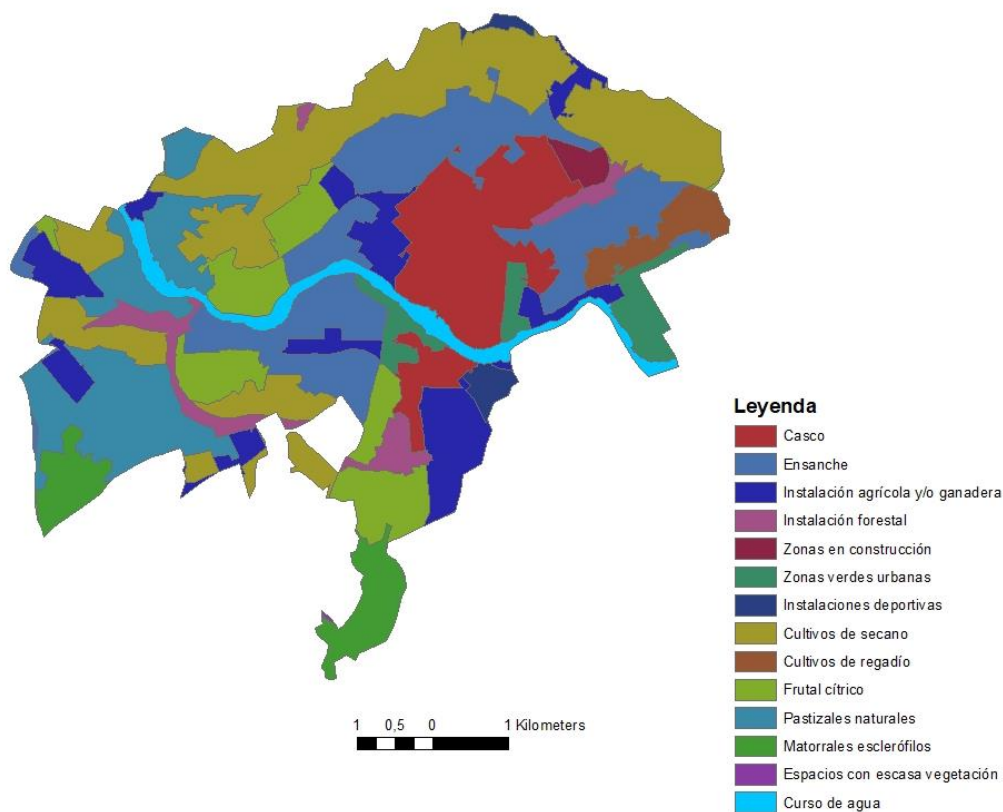 Leyenda
Casco
Ensanche
Instalación agrícola y/o ganadera
Instalación forestal
Zonas en construcción
Zonas verdes urbanas
Instalaciones deportivas
Cultivos de secano
Cultivos de regadío
Frutal cítrico
Pastizales naturales
Matorrales esclerófilos
Espacios con escasa vegetación
Curso de agua
1 0,5 0 1 Kilometers